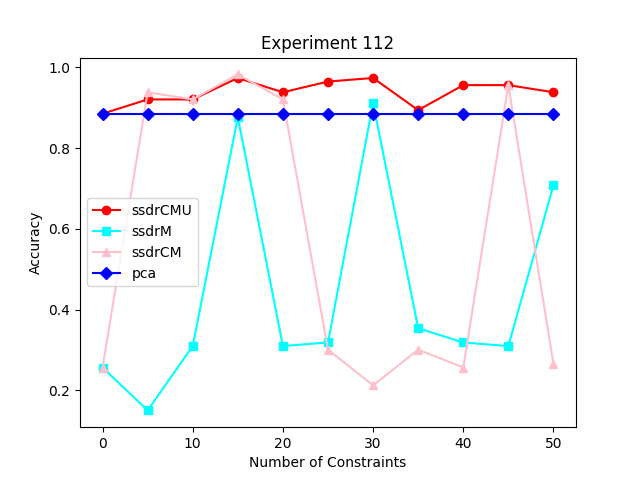 Experiment 112
Accuracy
1.0
0.8
0.6
0.4
0.2
ssdrCMU
ssdrM
ssdrCM
pca
0
10
20
30
40
50
Number of Constraints